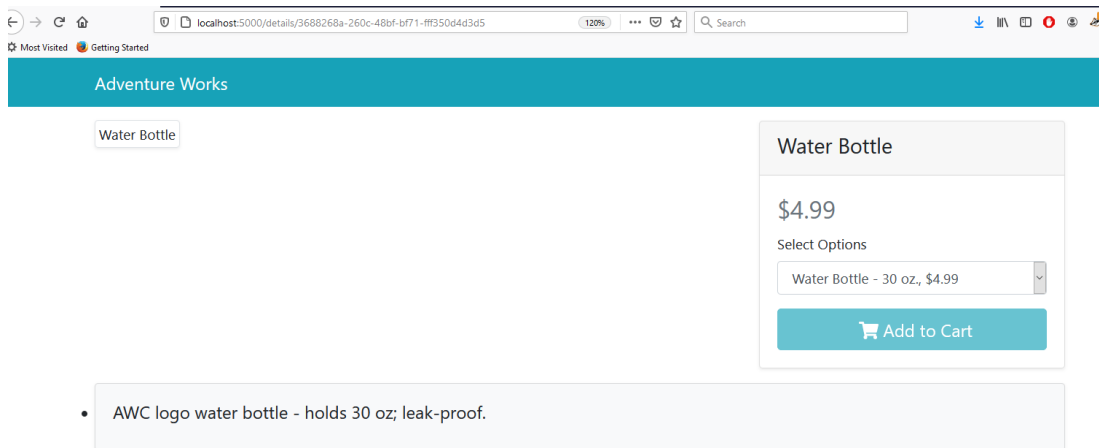 localhost:5000/details/3688268a-260c-48bf-bf71-fff350d4d3d5 120% ... Search
Most Visited Getting Started
Adventure Works
Water Bottle
Water Bottle
$4.99
Select Options
Water Bottle - 30 oz., $4.99
Add to Cart
• AWC logo water bottle - holds 30 oz; leak-proof.